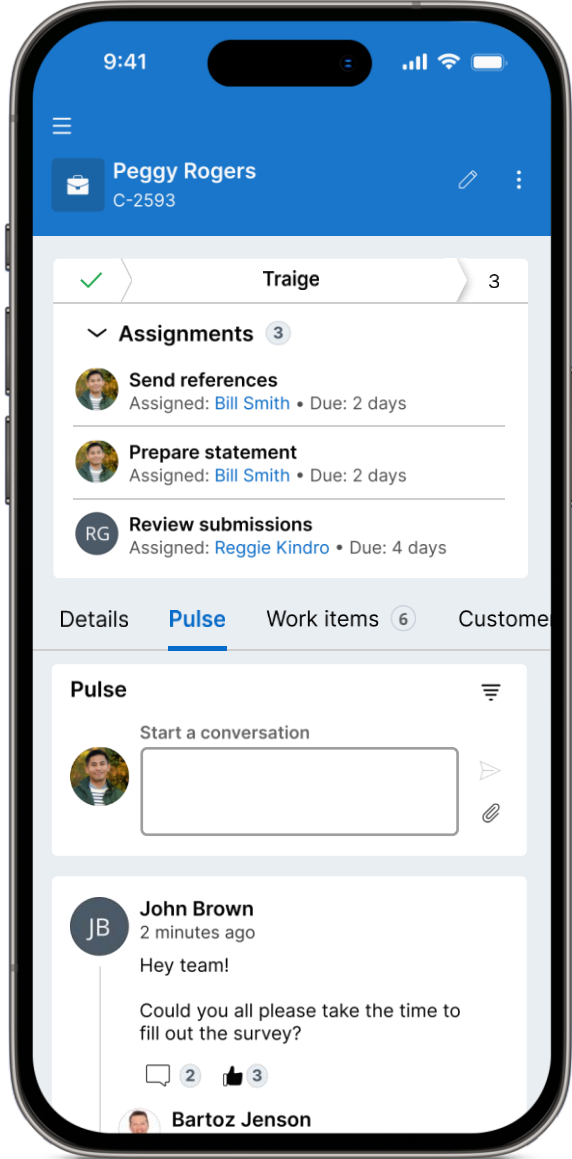 9:41
Peggy Rogers
C-2593
Traige
3
Assignments 3
Send references
Assigned: Bill Smith • Due: 2 days
Prepare statement
Assigned: Bill Smith • Due: 2 days
RG
Review submissions
Assigned: Reggie Kindro • Due: 4 days
Details Pulse Work items 6 Custome
Pulse
Start a conversation
JB
John Brown
2 minutes ago
Hey team!
Could you all please take the time to
fill out the survey?
2 3
Bartoz Jenson